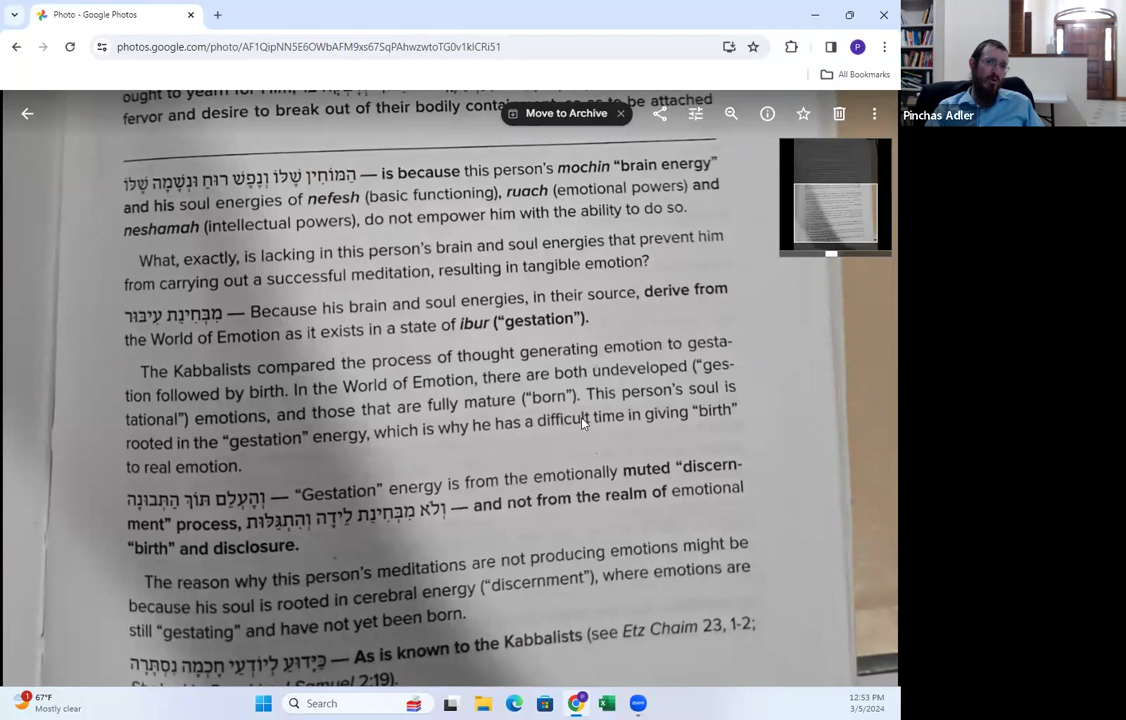 Photo - Google Photos
photos.google.com/photo/AF1QipNN5E6OWbAFM9xs67SqPAhwzwtoTG0v1klCRi51
All Bookmarks
Pinchas Adler
Move to Archive
ought to yearn for Him,
fervor and desire to break out of their bodily so as to be attached
הַמּוֹחִין שֶׁלּוֹ וְנֶפֶשׁ רוּחַ וּנְשָׁמָה שֶׁלּוֹ — is because this person's mochin "brain energy"
and his soul energies of nefesh (basic functioning), ruach (emotional powers) and
neshamah (intellectual powers), do not empower him with the ability to do so.
What, exactly, is lacking in this person's brain and soul energies that prevent him
from carrying out a successful meditation, resulting in tangible emotion?
מִבְּחִינַת עִיבּוּר — Because his brain and soul energies, in their source, derive from
the World of Emotion as it exists in a state of ibur ("gestation").
The Kabbalists compared the process of thought generating emotion to gesta-
tion followed by birth. In the World of Emotion, there are both undeveloped ("ges-
tational") emotions, and those that are fully mature ("born"). This person's soul is
rooted in the "gestation" energy, which is why he has a difficult time in giving "birth"
to real emotion.
וְהֶעְלֵם תּוֹךְ הַתְּבוּנָה — "Gestation" energy is from the emotionally muted "discern-
ment" process, וְלֹא מִבְּחִינַת לֵידָה וְהִתְגַּלּוּת — and not from the realm of emotional
"birth" and disclosure.
The reason why this person's meditations are not producing emotions might be
because his soul is rooted in cerebral energy ("discernment"), where emotions are
still "gestating" and have not yet been born.
כַּיָּדוּעַ לְיוֹדְעֵי חָכְמָה נִסְתָּרָה — As is known to the Kabbalists (see Etz Chaim 23, 1-2;
Samuel 2:19).
1
67°F
Mostly clear
Search
zoom
12:53 PM
3/5/2024